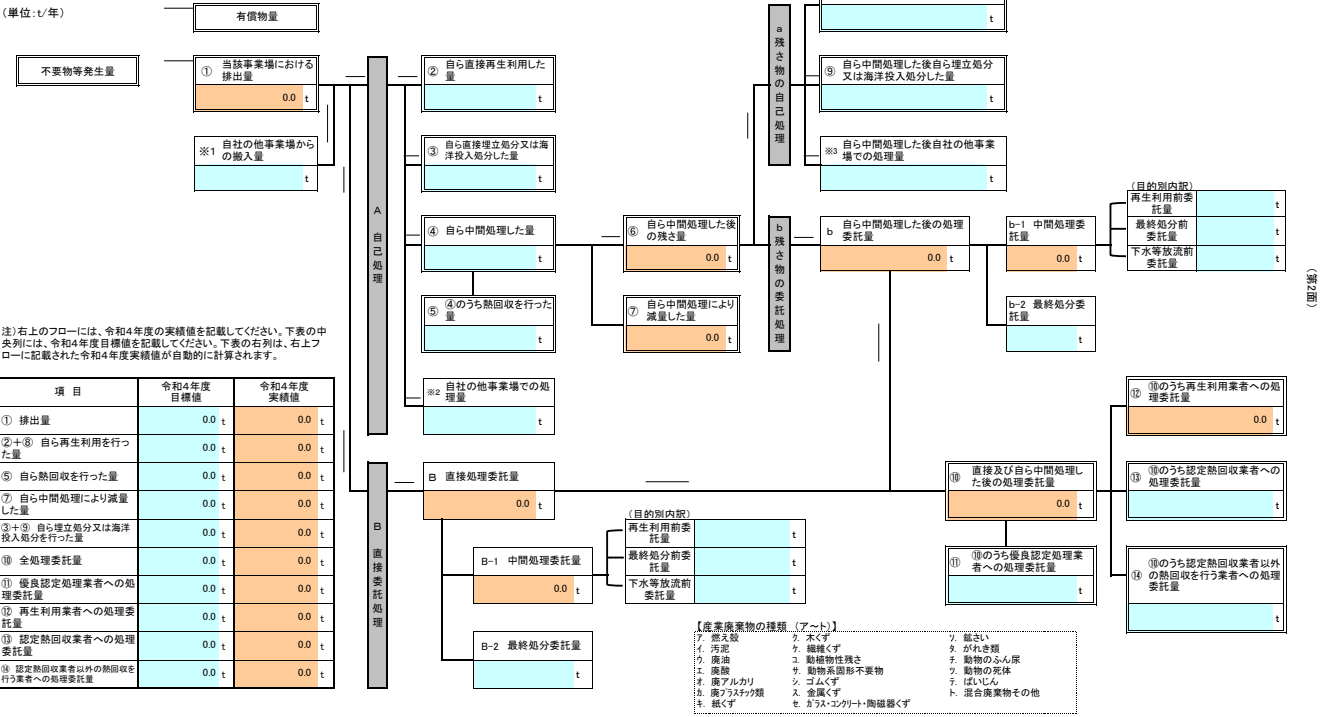 (単位:t/年)
有償物量
不要物等発生量
① 当該事業場における
排出量
0.0 t
※1 自社の他事業場から
の搬入量
t
A 自己処理
② 自ら直接再生利用した
量
t
③ 自ら直接埋立処分又は海
洋投入処分した量
t
④ 自ら中間処理した量
t
⑤ ④のうち熱回収を行った
量
t
※2 自社の他事業場での処
理量
t
⑥ 自ら中間処理した後
の残さ量
0.0 t
⑦ 自ら中間処理により
減量した量
0.0 t
a 残さ物の自己処理
t
⑨ 自ら中間処理した後自ら埋立処分
又は海洋投入処分した量
t
※3 自ら中間処理した後自社の他事業
場での処理量
t
b 残さ物の委託処理
b 自ら中間処理した後の処理
委託量
0.0 t
b-1 中間処理委
託量
0.0 t
(目的別内訳)
再生利用前委
託量
t
最終処分前
委託量
t
下水等放流前
委託量
t
b-2 最終処分委
託量
t
(第2面)
注)右上のフローには、令和4年度の実績値を記載してください。下表の中
央列には、令和4年度目標値を記載してください。下表の右列は、右上フ
ローに記載された令和4年度実績値が自動的に計算されます。
項 目
令和4年度
目標値
令和4年度
実績値
① 排出量 0.0 t 0.0 t
②+⑧ 自ら再生利用を行っ
た量 0.0 t 0.0 t
⑤ 自ら熱回収を行った量 0.0 t 0.0 t
⑦ 自ら中間処理により減量
した量 0.0 t 0.0 t
③+⑨ 自ら埋立処分又は海洋
投入処分を行った量 0.0 t 0.0 t
⑩ 全処理委託量 0.0 t 0.0 t
⑪ 優良認定処理業者への処
理委託量 0.0 t 0.0 t
⑫ 再生利用業者への処理委
託量 0.0 t 0.0 t
⑬ 認定熱回収業者への処理
委託量 0.0 t 0.0 t
⑭ 認定熱回収業者以外の熱回収を
行う業者への処理委託量 0.0 t 0.0 t
B 直接委託処理
B 直接処理委託量
0.0 t
B-1 中間処理委託量
0.0 t
(目的別内訳)
再生利用前委
託量
t
最終処分前委
託量
t
下水等放流前
委託量
t
B-2 最終処分委託量
t
⑩ 直接及び自ら中間処理し
た後の処理委託量
0.0 t
⑪ ⑩のうち優良認定処理業
者への処理委託量
t
⑫ ⑩のうち再生利用業者への処
理委託量
0.0 t
⑬ ⑩のうち認定熱回収業者への
処理委託量
t
⑭ ⑩のうち認定熱回収業者以外
の熱回収を行う業者への処理
委託量
t
【産業廃棄物の種類 (ア~ト)】
ア. 燃え殻
イ. 汚泥
ウ. 廃油
エ. 廃酸
オ. 廃アルカリ
カ. 廃プラスチック類
キ. 紙くず
ク. 木くず
ケ. 繊維くず
コ. 動植物性残さ
サ. 動物系固形不要物
シ. ゴムくず
ス. 金属くず
セ. ガラス・コンクリート・陶磁器くず
ソ. 鉱さい
タ. がれき類
チ. 動物のふん尿
ツ. 動物の死体
テ. ばいじん
ト. 混合廃棄物その他